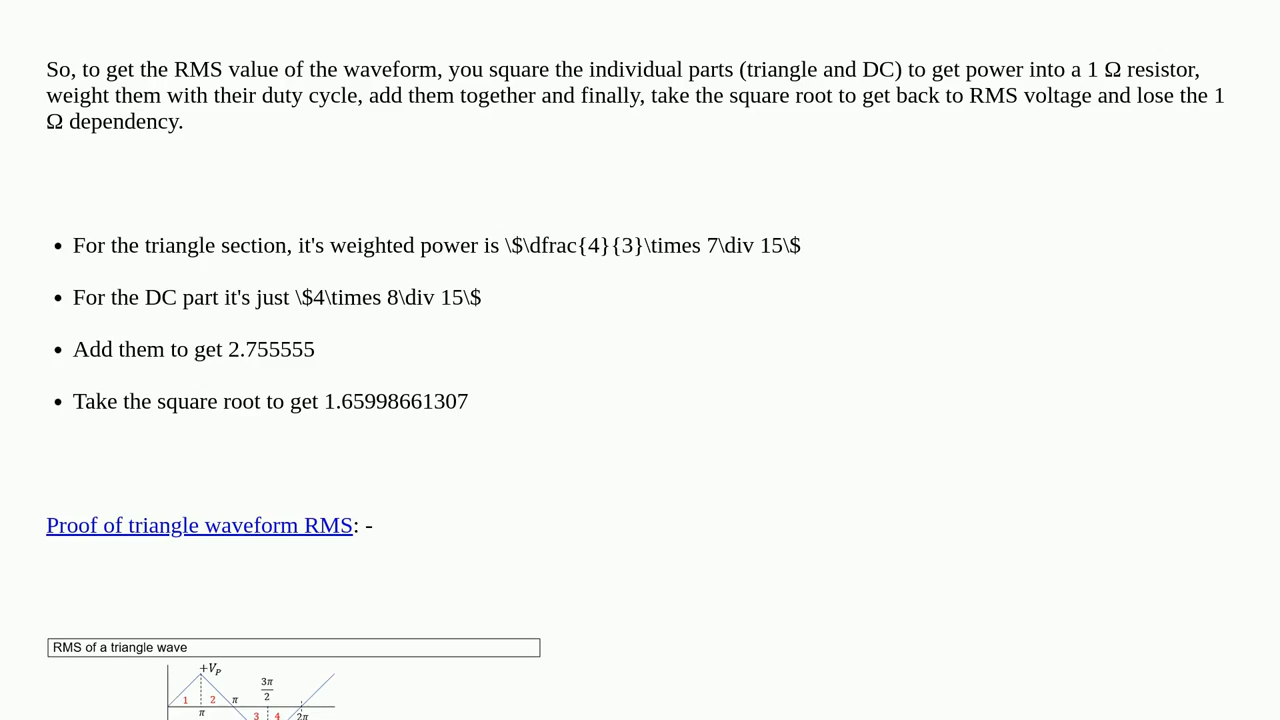 So, to get the RMS value of the waveform, you square the individual parts (triangle and DC) to get power into a 1 Ω resistor,
weight them with their duty cycle, add them together and finally, take the square root to get back to RMS voltage and lose the 1
Ω dependency.
• For the triangle section, it's weighted power is \$\dfrac{4}{3}\times 7\div 15\$
• For the DC part it's just \$4\times 8\div 15\$
• Add them to get 2.755555
• Take the square root to get 1.65998661307
Proof of triangle waveform RMS: -
RMS of a triangle wave
+V_P
3π
2
1 2 π
π
3 4 2π